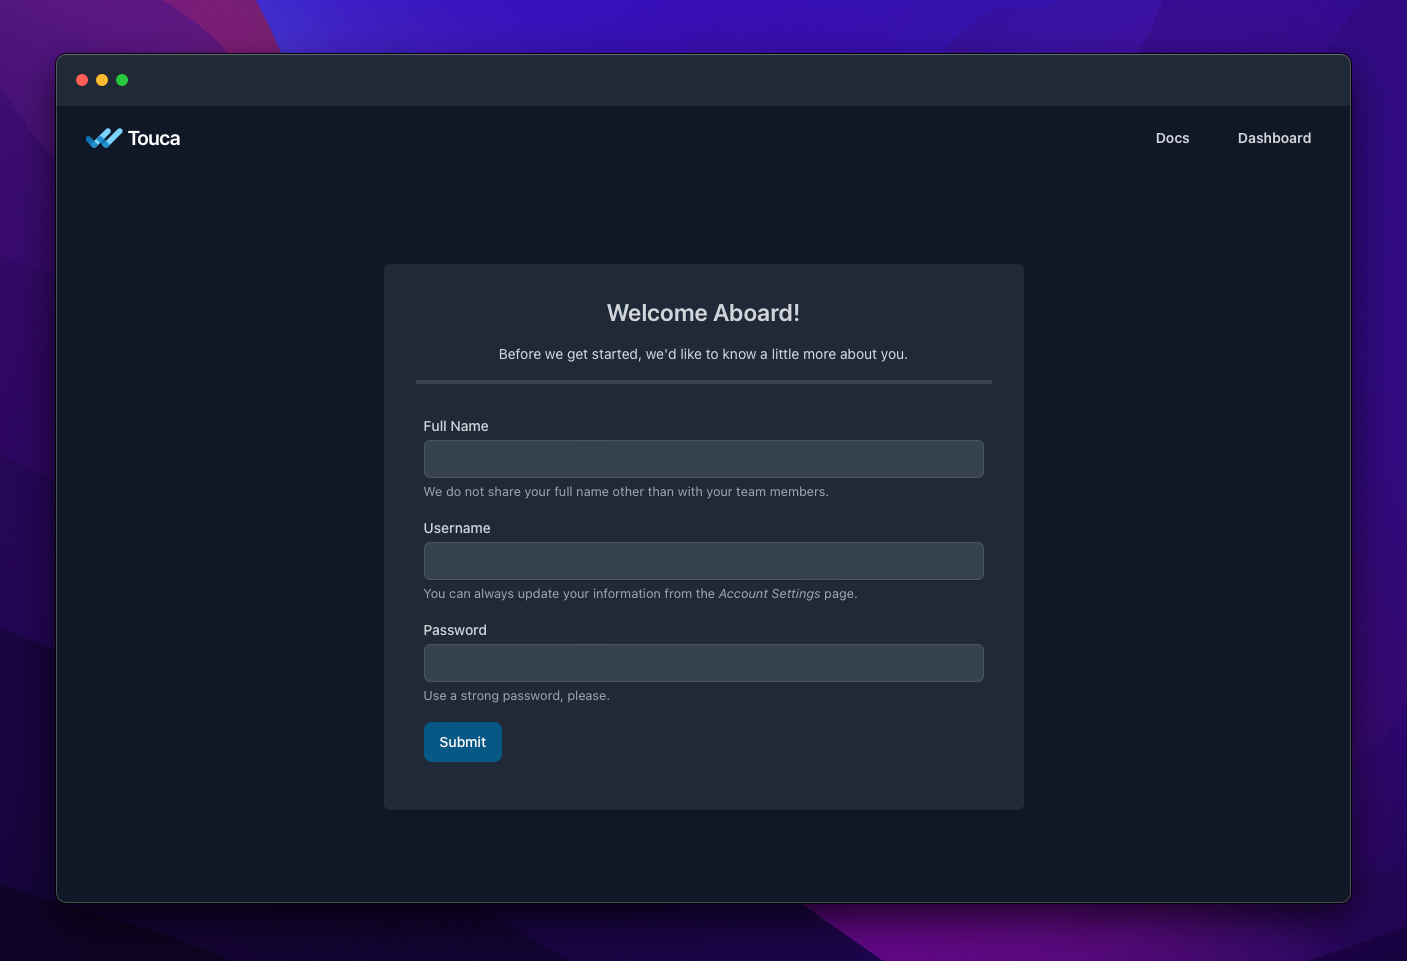 Touca
Docs
Dashboard
Welcome Aboard!
Before we get started, we'd like to know a little more about you.
Full Name
We do not share your full name other than with your team members.
Username
You can always update your information from the Account Settings page.
Password
Use a strong password, please.
Submit